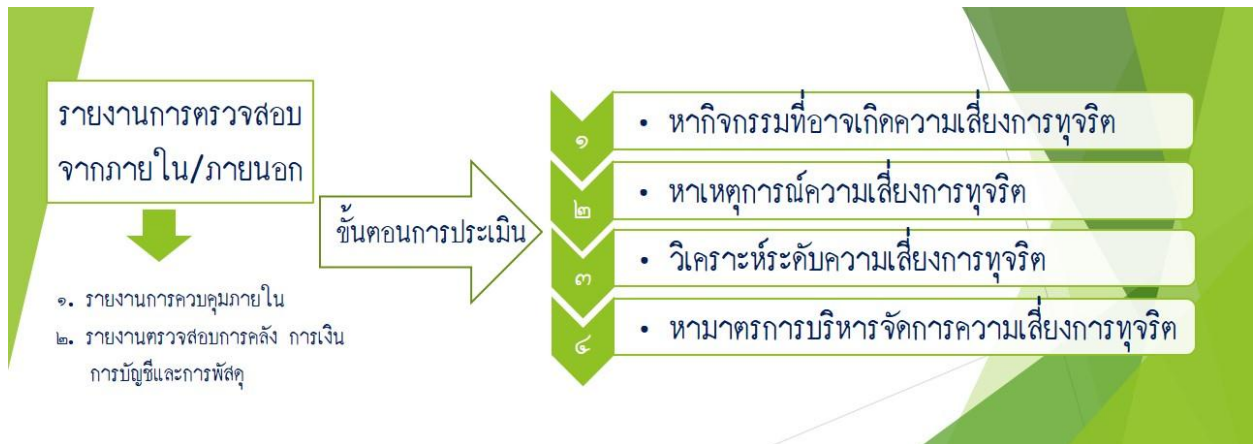 รายงานการตรวจสอบ
จากภายใน/ภายนอก
๑. รายงานการควบคุมภายใน
๒. รายงานตรวจสอบการคลัง การเงิน
การบัญชีและการพัสดุ
ขั้นตอนการประเมิน
๑
• หากิจกรรมที่อาจเกิดความเสี่ยงการทุจริต
๒
• หาเหตุการณ์ความเสี่ยงการทุจริต
๓
• วิเคราะห์ระดับความเสี่ยงการทุจริต
๔
• หามาตรการบริหารจัดการความเสี่ยงการทุจริต